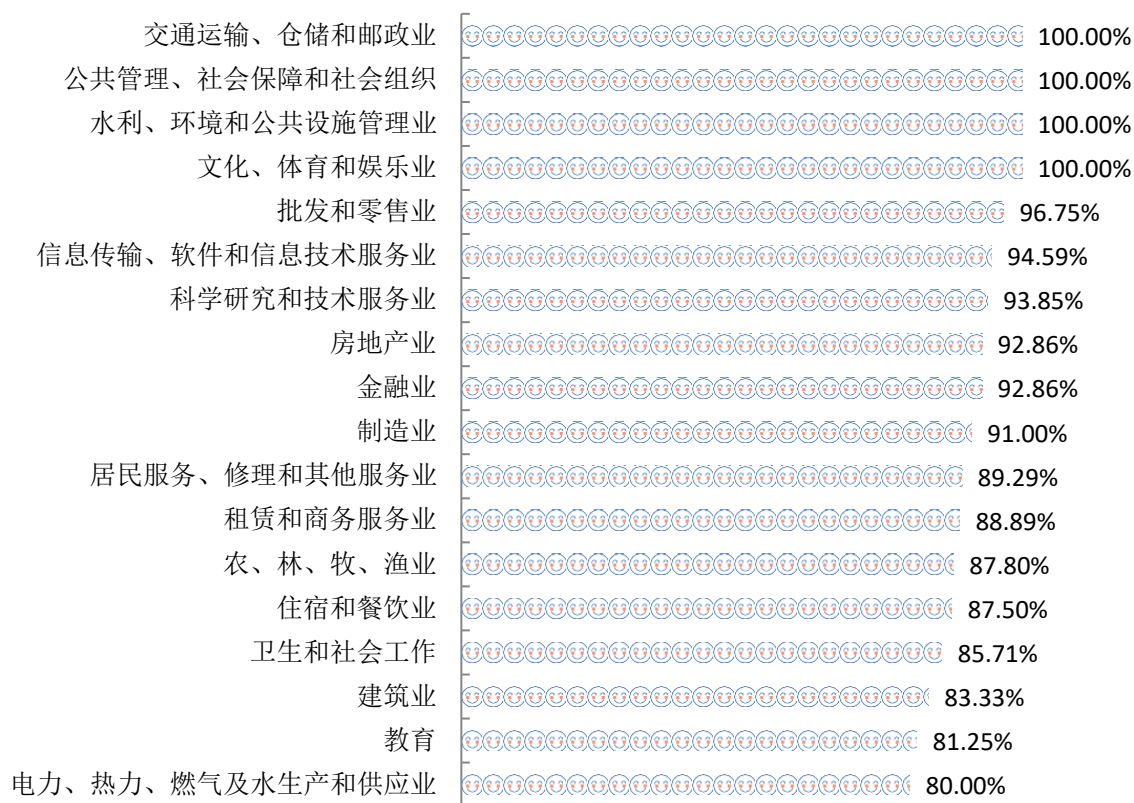 交通运输、仓储和邮政业 100.00%
公共管理、社会保障和社会组织 100.00%
水利、环境和公共设施管理业 100.00%
文化、体育和娱乐业 100.00%
批发和零售业 96.75%
信息传输、软件和信息技术服务业 94.59%
科学研究和技术服务业 93.85%
房地产业 92.86%
金融业 92.86%
制造业 91.00%
居民服务、修理和其他服务业 89.29%
租赁和商务服务业 88.89%
农、林、牧、渔业 87.80%
住宿和餐饮业 87.50%
卫生和社会工作 85.71%
建筑业 83.33%
教育 81.25%
电力、热力、燃气及水生产和供应业 80.00%